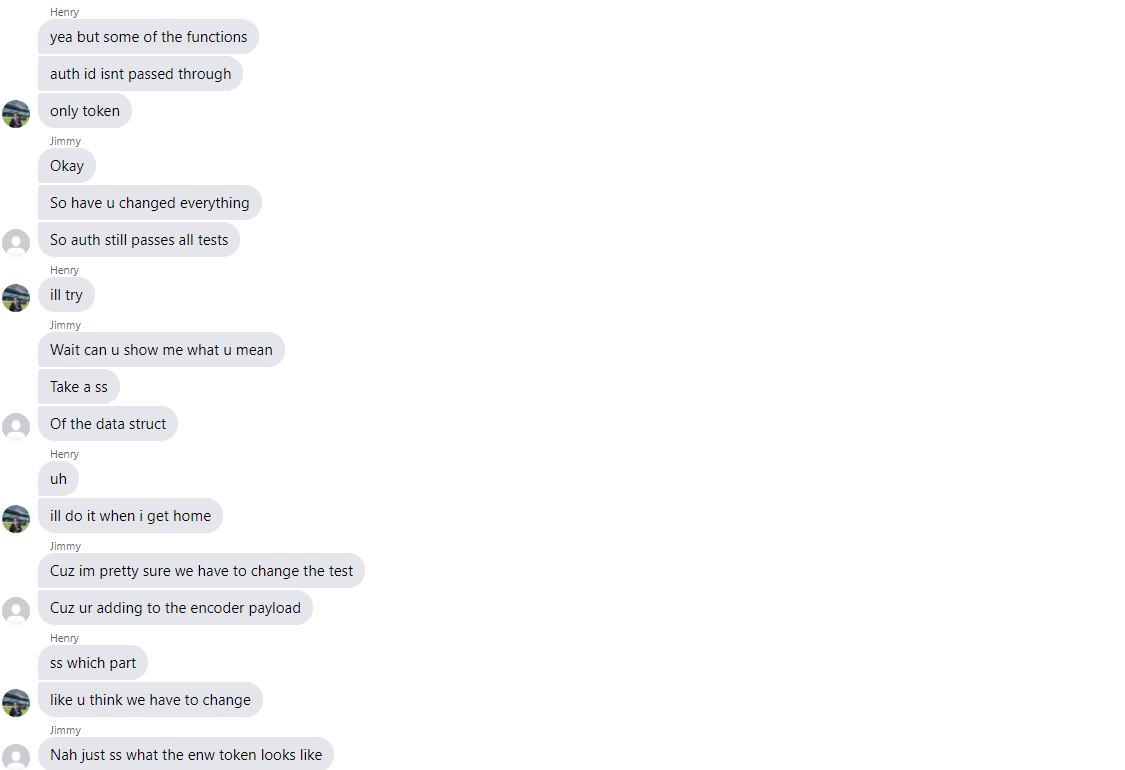 Henry
yea but some of the functions
auth id isnt passed through
only token
Jimmy
Okay
So have u changed everything
So auth still passes all tests
Henry
ill try
Jimmy
Wait can u show me what u mean
Take a ss
Of the data struct
Henry
uh
ill do it when i get home
Jimmy
Cuz im pretty sure we have to change the test
Cuz ur adding to the encoder payload
Henry
ss which part
like u think we have to change
Jimmy
Nah just ss what the enw token looks like